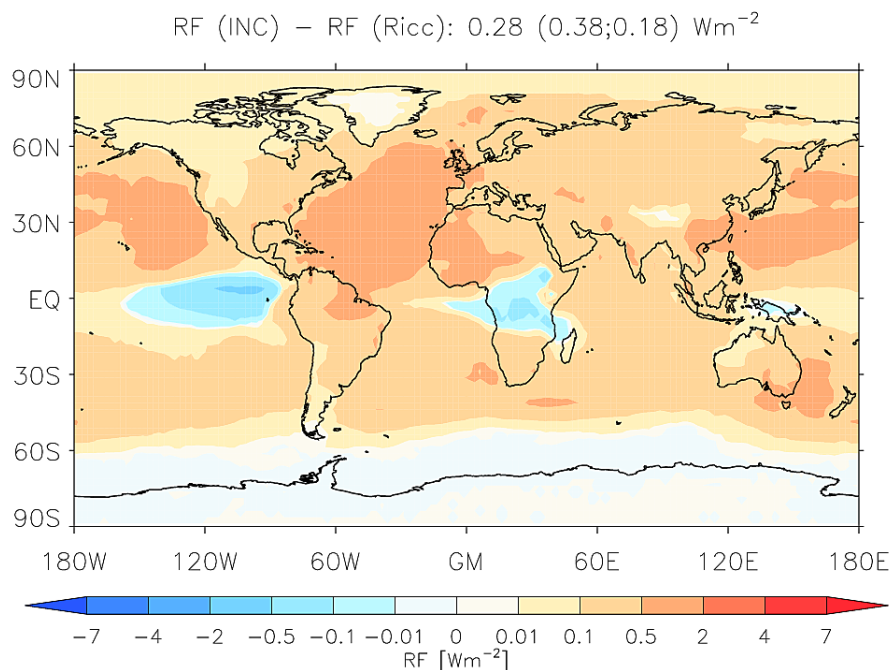 RF (INC) − RF (Ricc): 0.28 (0.38;0.18) Wm⁻²
90N
60N
30N
EQ
30S
60S
90S
180W 120W 60W GM 60E 120E 180E
−7 −4 −2 −0.5 −0.1 −0.01 0 0.01 0.1 0.5 2 4 7
RF [Wm⁻²]